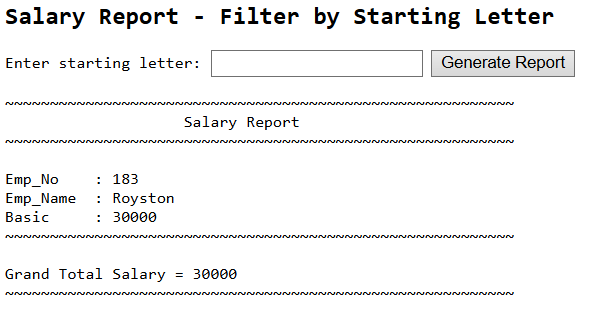 Salary Report - Filter by Starting Letter
Enter starting letter: Generate Report
~~~~~~~~~~~~~~~~~~~~~~~~~~~~~~~~~~~~~~~~~~~~~~~~~~~~~~~~~
Salary Report
~~~~~~~~~~~~~~~~~~~~~~~~~~~~~~~~~~~~~~~~~~~~~~~~~~~~~~~~~
Emp_No    : 183
Emp_Name  : Royston
Basic     : 30000
~~~~~~~~~~~~~~~~~~~~~~~~~~~~~~~~~~~~~~~~~~~~~~~~~~~~~~~~~
Grand Total Salary = 30000
~~~~~~~~~~~~~~~~~~~~~~~~~~~~~~~~~~~~~~~~~~~~~~~~~~~~~~~~~